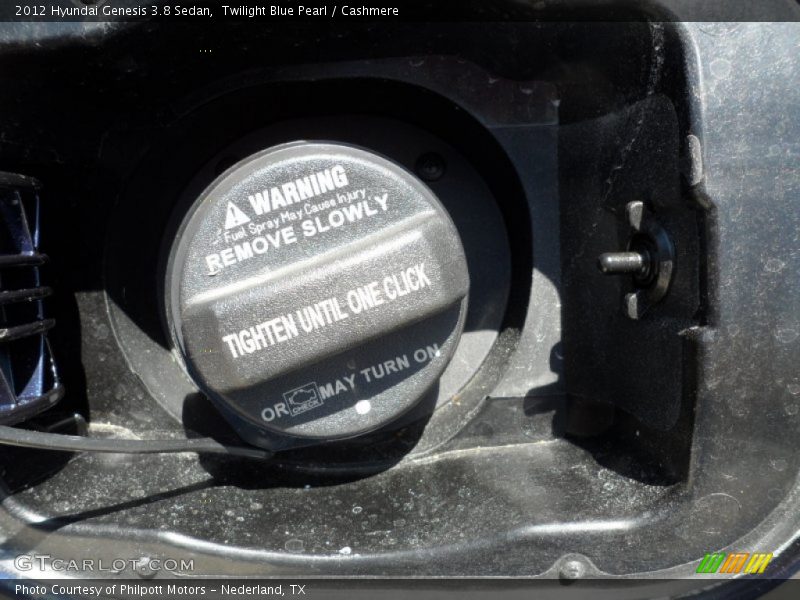 2012 Hyundai Genesis 3.8 Sedan,  Twilight Blue Pearl / Cashmere
WARNING
Fuel Spray May Cause Injury
REMOVE SLOWLY
TIGHTEN UNTIL ONE CLICK
OR CHECK MAY TURN ON
GTCARLOT.COM
Photo Courtesy of Philpott Motors - Nederland, TX